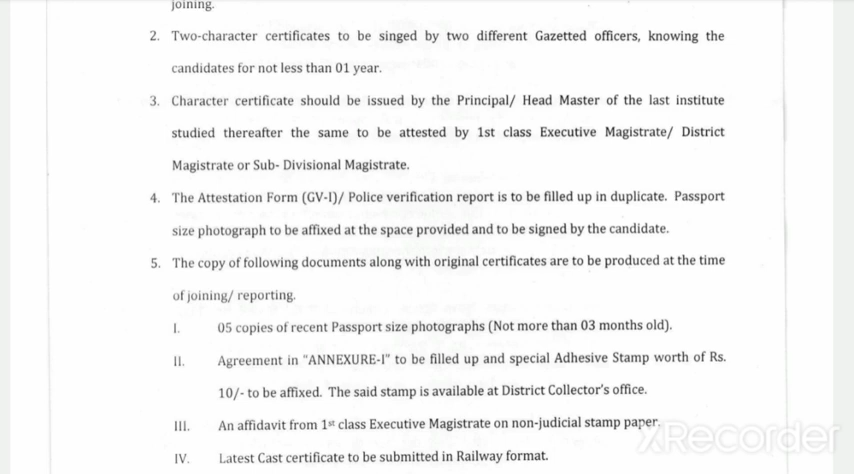 joining.
2. Two-character certificates to be singed by two different Gazetted officers, knowing the
candidates for not less than 01 year.
3. Character certificate should be issued by the Principal/ Head Master of the last institute
studied thereafter the same to be attested by 1st class Executive Magistrate/ District
Magistrate or Sub- Divisional Magistrate.
4. The Attestation Form (GV-I)/ Police verification report is to be filled up in duplicate. Passport
size photograph to be affixed at the space provided and to be signed by the candidate.
5. The copy of following documents along with original certificates are to be produced at the time
of joining/ reporting.
I. 05 copies of recent Passport size photographs (Not more than 03 months old).
II. Agreement in "ANNEXURE-I" to be filled up and special Adhesive Stamp worth of Rs.
10/- to be affixed. The said stamp is available at District Collector's office.
III. An affidavit from 1st class Executive Magistrate on non-judicial stamp paper.
IV. Latest Cast certificate to be submitted in Railway format.
XRecorder